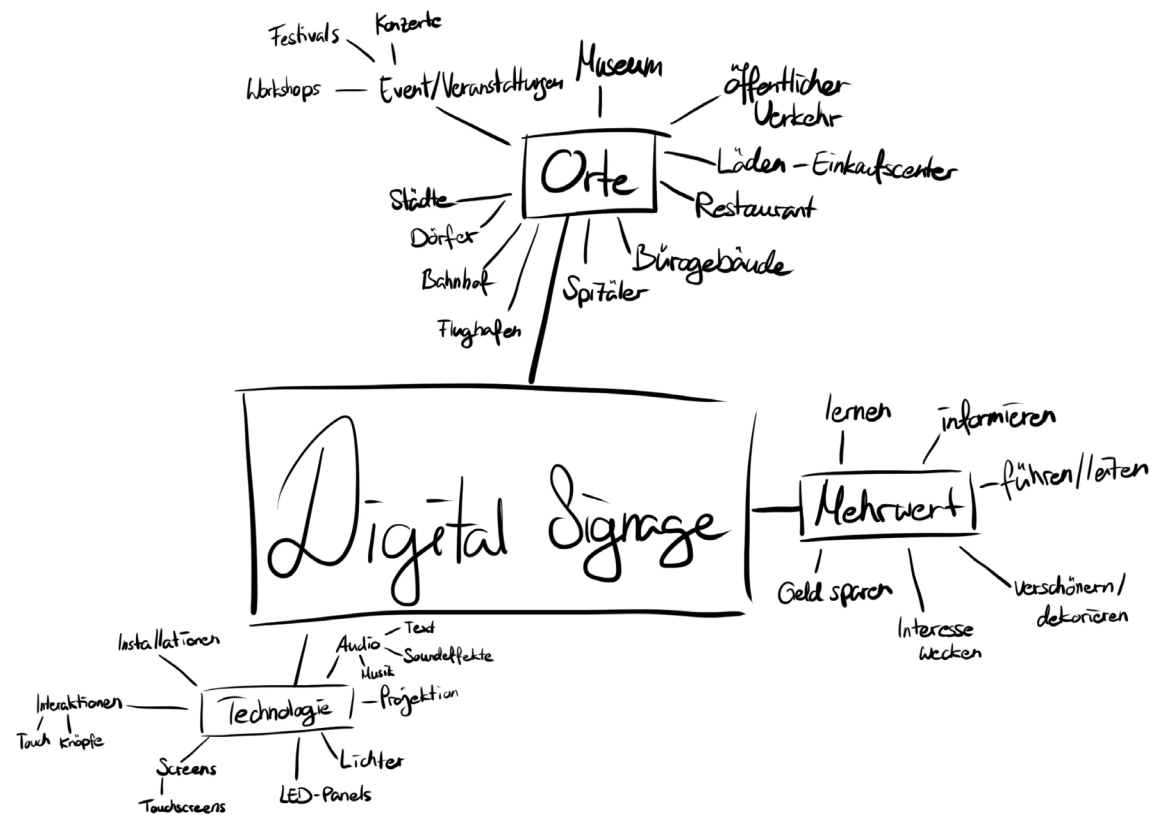 Konzerte
Festivals
Workshops
Event/Veranstaltungen
Museum
öffentlicher
Verkehr
Orte
Läden – Einkaufscenter
Restaurant
Städte
Dörfer
Bahnhof
Flughafen
Spitäler
Bürogebäude
Digital Signage
lernen
informieren
führen/leiten
Mehrwert
Geld sparen
Interesse
wecken
verschönern/
dekorieren
Installationen
Audio
Text
Soundeffekte
Musik
Interaktionen
Touch Knöpfe
Technologie
Projektion
Screens
Touchscreens
LED-Panels
Lichter